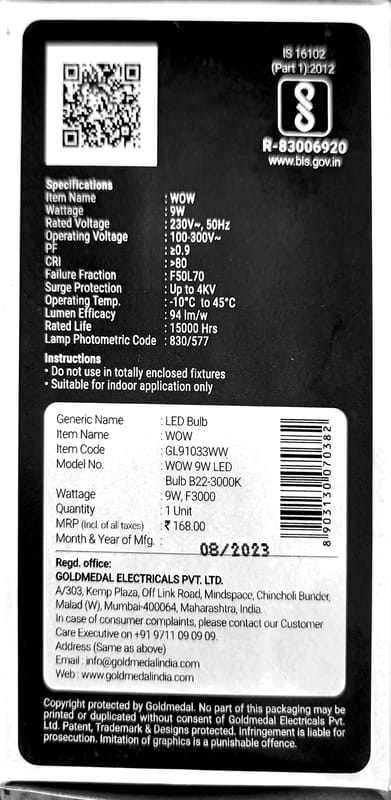 IS 16102
(Part 1):2012
R-83006920
www.bis.gov.in
Specifications
Item Name : WOW
Wattage : 9W
Rated Voltage : 230V~, 50Hz
Operating Voltage : 100-300V~
PF : ≥0.9
CRI : >80
Failure Fraction : F50L70
Surge Protection : Up to 4KV
Operating Temp. : -10°C to 45°C
Lumen Efficacy : 94 lm/w
Rated Life : 15000 Hrs
Lamp Photometric Code : 830/577
Instructions
• Do not use in totally enclosed fixtures
• Suitable for indoor application only
Generic Name : LED Bulb
Item Name : WOW
Item Code : GL91033WW
Model No. : WOW 9W LED
Bulb B22-3000K
Wattage : 9W, F3000
Quantity : 1 Unit
MRP (Incl. of all taxes) : ₹ 168.00
Month & Year of Mfg. : 08/2023
8 903130 070382
Regd. office:
GOLDMEDAL ELECTRICALS PVT. LTD.
A/303, Kemp Plaza, Off Link Road, Mindspace, Chincholi Bunder,
Malad (W), Mumbai-400064, Maharashtra, India.
In case of consumer complaints, please contact our Customer
Care Executive on +91 9711 09 09 09.
Address (Same as above)
Email : info@goldmedalindia.com
Web : www.goldmedalindia.com
Copyright protected by Goldmedal. No part of this packaging may be
printed or duplicated without consent of Goldmedal Electricals Pvt.
Ltd. Patent, Trademark & Designs protected. Infringement is liable for
prosecution. Imitation of graphics is a punishable offence.